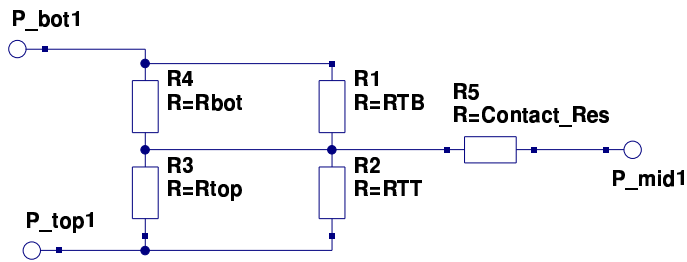 P_bot1
R4
R=Rbot
R1
R=RTB
R5
R=Contact_Res
R3
R=Rtop
R2
R=RTT
P_mid1
P_top1